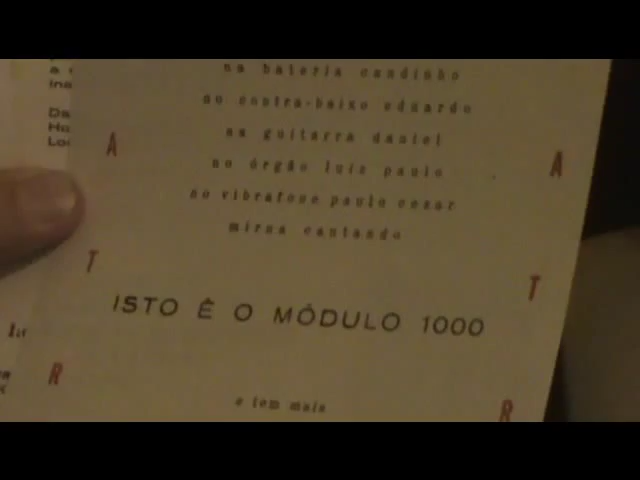 na bateria candinho
no contra-baixo eduardo
na guitarra daniel
no órgão luis paulo
no vibrafone paulo cesar
mirna cantando
A A
T T
ISTO É O MÓDULO 1000
R R
e tem mais